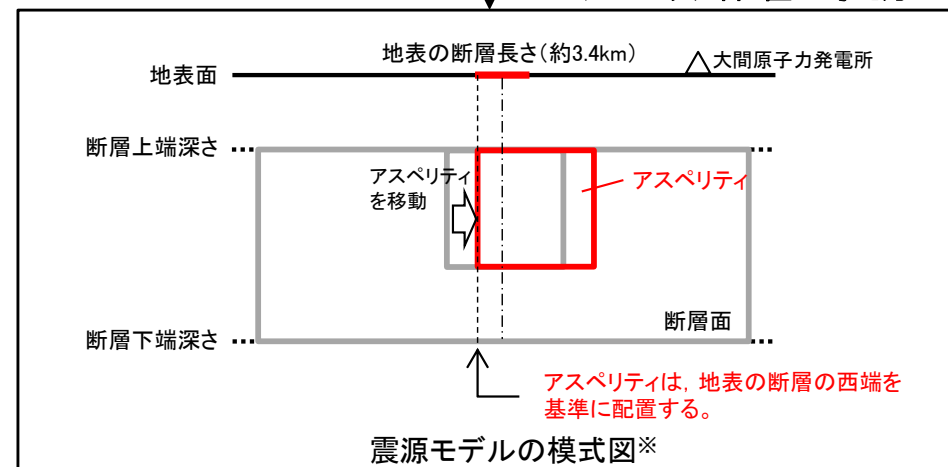 地表の断層長さ(約3.4km)
地表面
△大間原子力発電所
断層上端深さ
アスペリティ
を移動
アスペリティ
断層面
断層下端深さ
アスペリティは, 地表の断層の西端を
基準に配置する。
震源モデルの模式図※